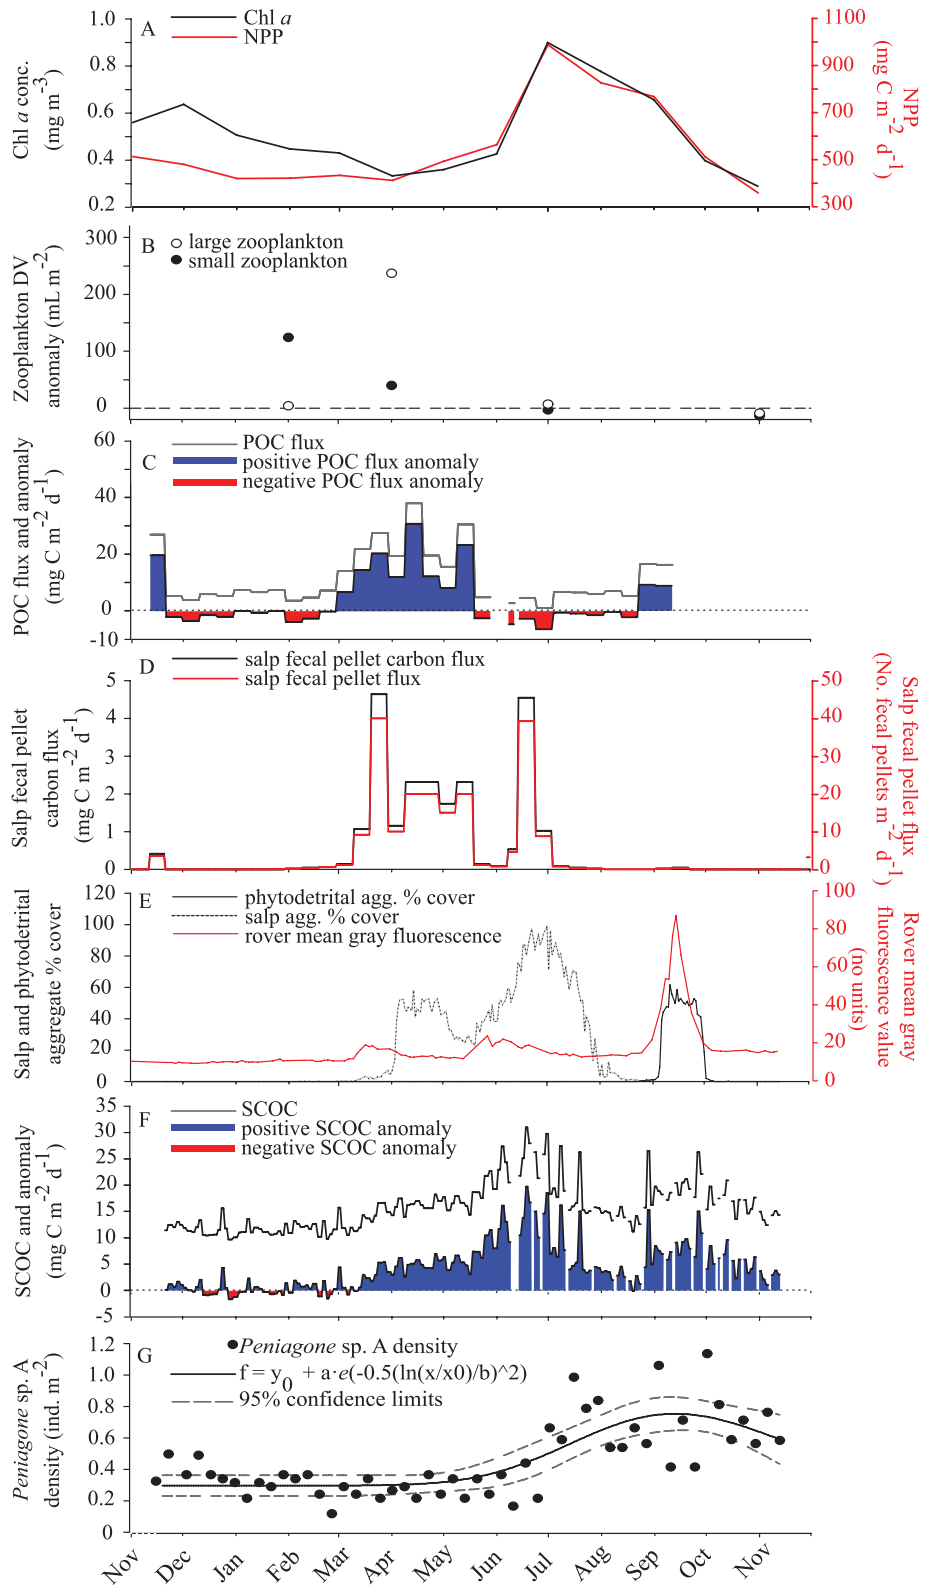 A
Chl a
NPP
1.0
0.8
0.6
0.4
0.2
Chl a conc.
(mg m-3)
1100
900
700
500
300
NPP
(mg C m-2 d-1)
B
large zooplankton
small zooplankton
300
200
100
0
Zooplankton DV
anomaly (mL m-2)
C
POC flux
positive POC flux anomaly
negative POC flux anomaly
60
40
20
0
-10
POC flux and anomaly
(mg C m-2 d-1)
D
salp fecal pellet carbon flux
salp fecal pellet flux
5
4
3
2
1
0
Salp fecal pellet
carbon flux
(mg C m-2 d-1)
50
40
30
20
10
0
Salp fecal pellet flux
(No. fecal pellets m-2 d-1)
E
phytodetrital agg. % cover
salp agg. % cover
rover mean gray fluorescence
120
100
80
60
40
20
0
Salp and phytodetrital
aggregate % cover
100
80
60
40
20
0
Rover mean gray
fluorescence value
(no units)
F
SCOC
positive SCOC anomaly
negative SCOC anomaly
35
30
25
20
15
10
5
0
-5
SCOC and anomaly
(mg C m-2 d-1)
G
Peniagone sp. A density
f = y0 + a·e(-0.5(ln(x/x0)/b)^2)
95% confidence limits
1.2
1.0
0.8
0.6
0.4
0.2
0
Peniagone sp. A
density (ind. m-2)
Nov Dec Jan Feb Mar Apr May Jun Jul Aug Sep Oct Nov